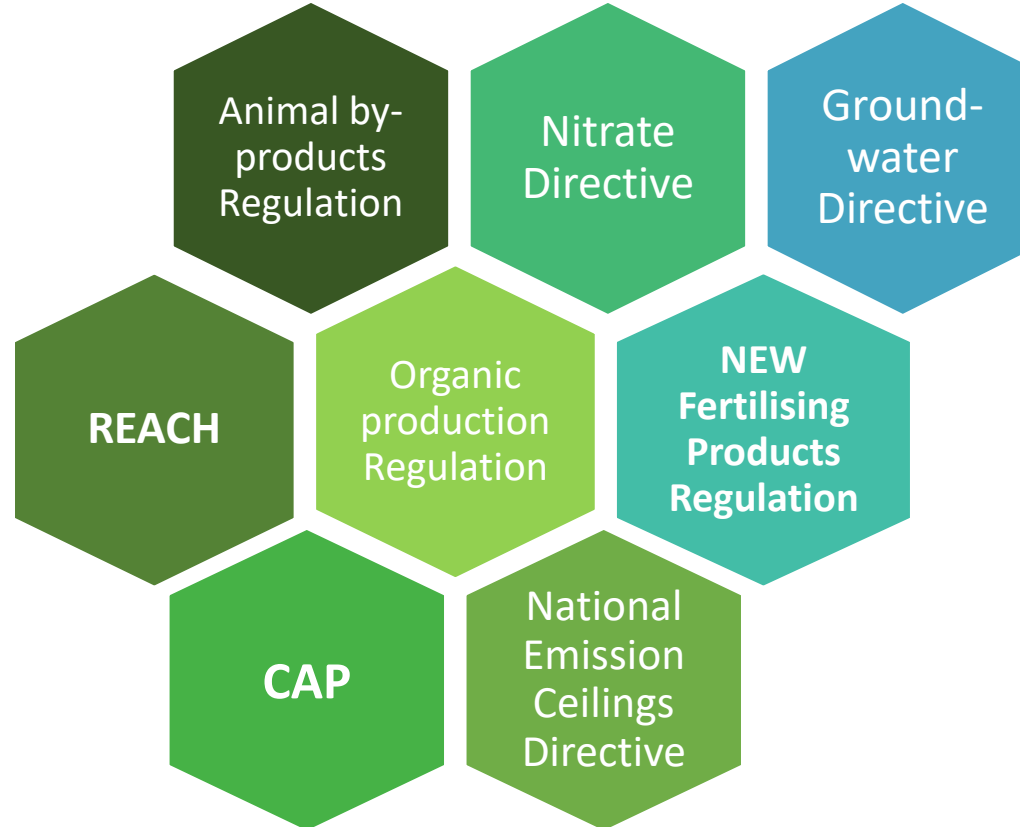 Animal by-
products
Regulation
Nitrate
Directive
Ground-
water
Directive
REACH
Organic
production
Regulation
NEW
Fertilising
Products
Regulation
CAP
National
Emission
Ceilings
Directive